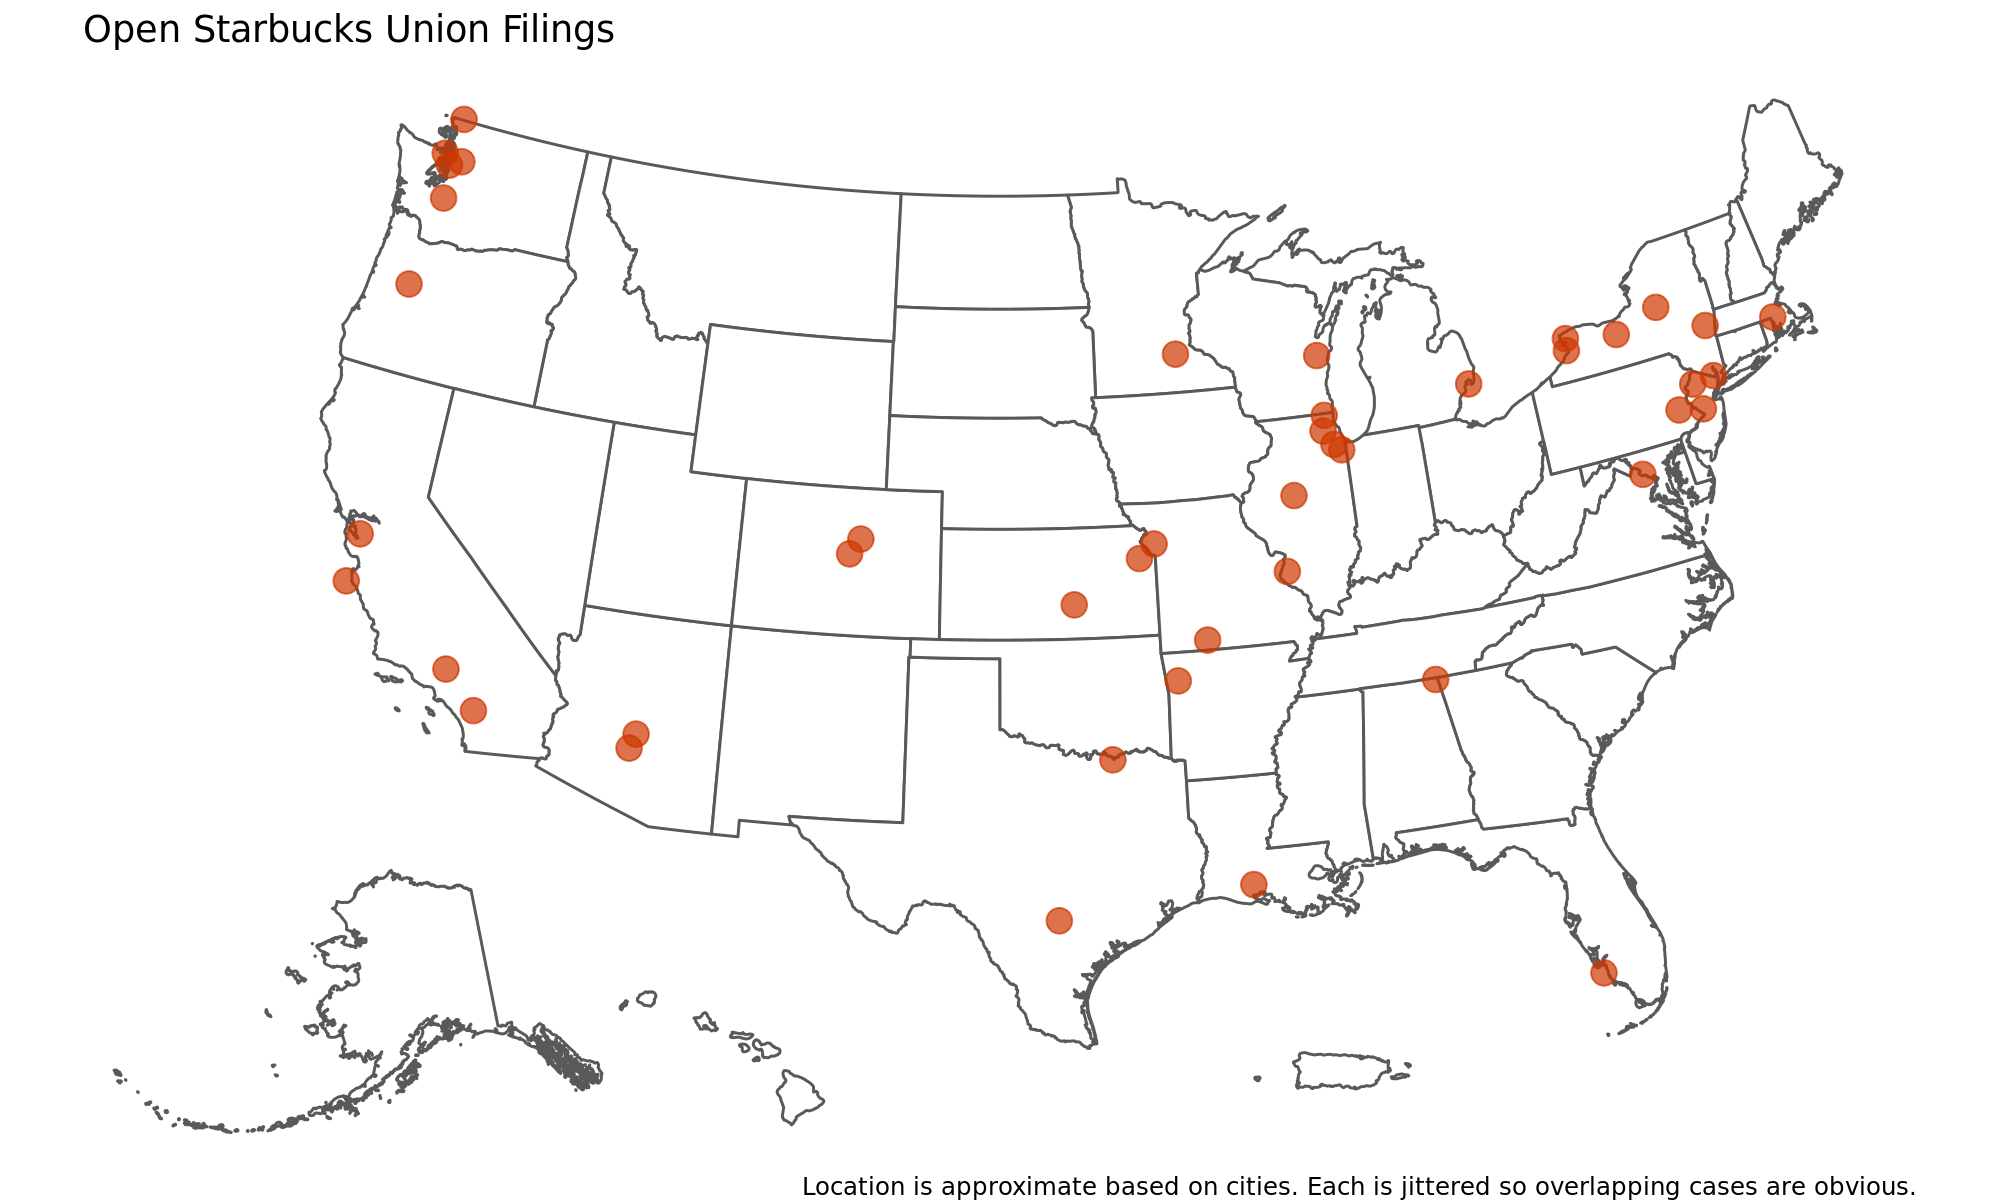 Open Starbucks Union Filings
Location is approximate based on cities. Each is jittered so overlapping cases are obvious.